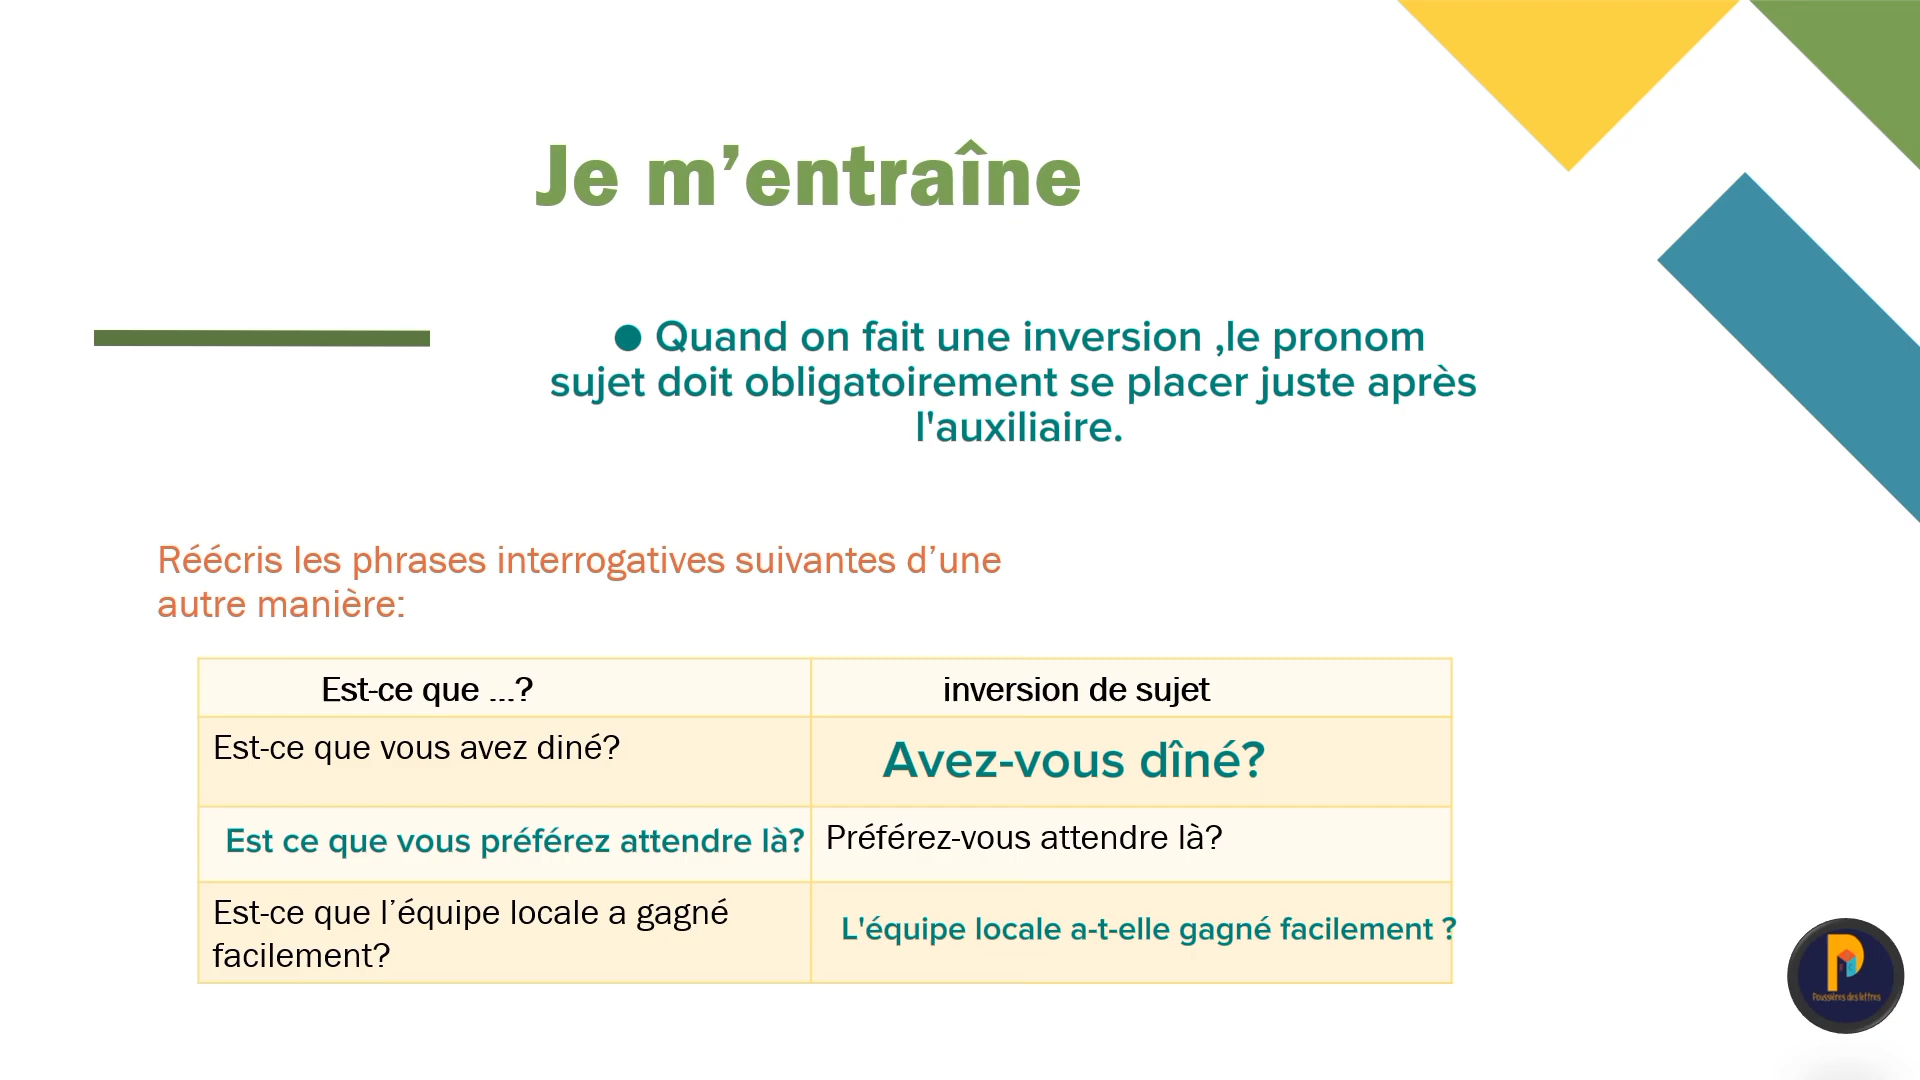 Je m’entraîne
● Quand on fait une inversion ,le pronom
sujet doit obligatoirement se placer juste après
l'auxiliaire.
Réécris les phrases interrogatives suivantes d’une
autre manière:
Est-ce que …?
inversion de sujet
Est-ce que vous avez diné?
Avez-vous dîné?
Est ce que vous préférez attendre là?
Préférez-vous attendre là?
Est-ce que l’équipe locale a gagné
facilement?
L'équipe locale a-t-elle gagné facilement ?
Poussières des lettres